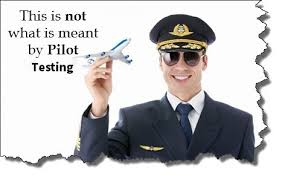 This is not
what is meant
by Pilot
Testing